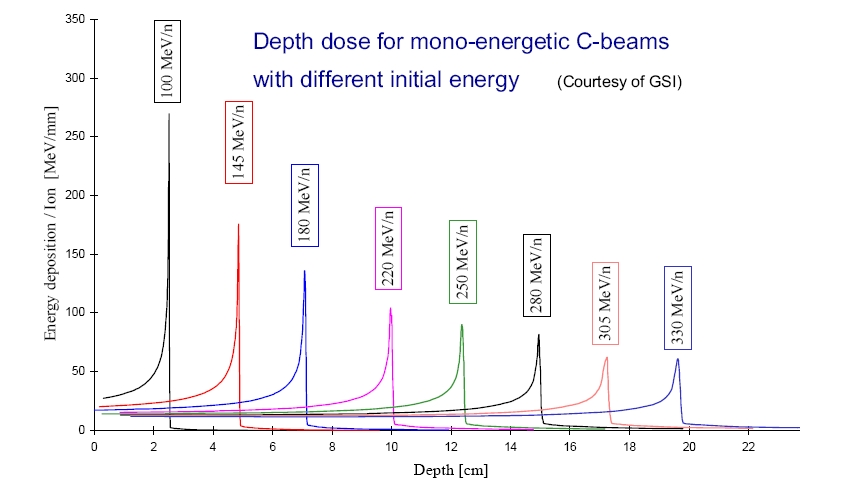 Depth dose for mono-energetic C-beams
with different initial energy (Courtesy of GSI)
Energy deposition / Ion [MeV/mm]
350
300
250
200
150
100
50
0
100 MeV/n
145 MeV/n
180 MeV/n
220 MeV/n
250 MeV/n
280 MeV/n
305 MeV/n
330 MeV/n
0 2 4 6 8 10 12 14 16 18 20 22
Depth [cm]